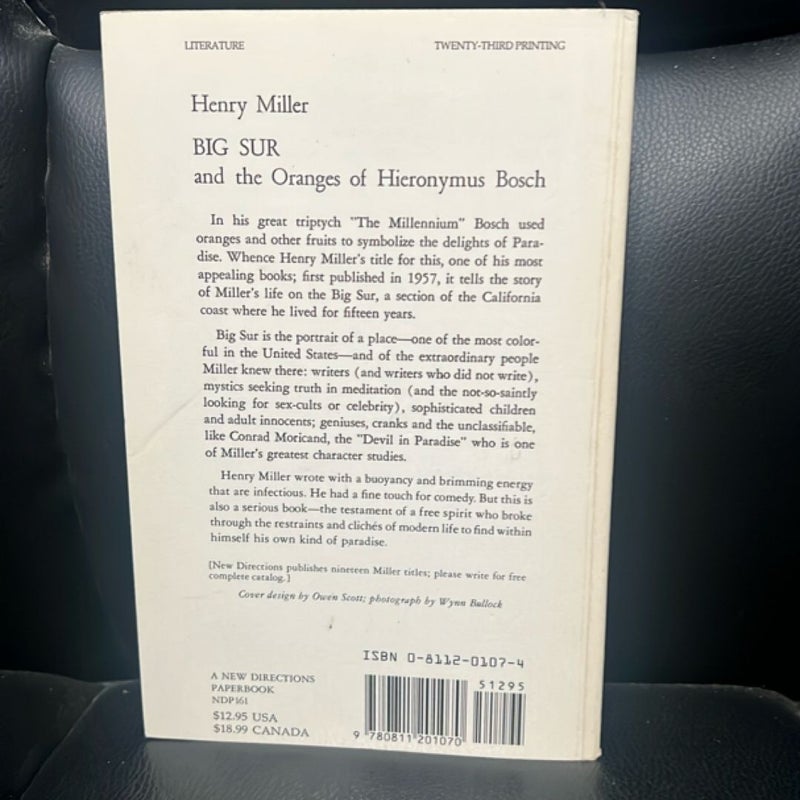 LITERATURE
TWENTY-THIRD PRINTING
Henry Miller
BIG SUR
and the Oranges of Hieronymus Bosch
In his great triptych "The Millennium" Bosch used
oranges and other fruits to symbolize the delights of Para-
dise. Whence Henry Miller's title for this, one of his most
appealing books; first published in 1957, it tells the story
of Miller's life on the Big Sur, a section of the California
coast where he lived for fifteen years.
Big Sur is the portrait of a place—one of the most color-
ful in the United States—and of the extraordinary people
Miller knew there: writers (and writers who did not write),
mystics seeking truth in meditation (and the not-so-saintly
looking for sex-cults or celebrity), sophisticated children
and adult innocents; geniuses, cranks and the unclassifiable,
like Conrad Moricand, the "Devil in Paradise" who is one
of Miller's greatest character studies.
Henry Miller wrote with a buoyancy and brimming energy
that are infectious. He had a fine touch for comedy. But this is
also a serious book—the testament of a free spirit who broke
through the restraints and clichés of modern life to find within
himself his own kind of paradise.
[New Directions publishes nineteen Miller titles; please write for free
complete catalog.]
Cover design by Owen Scott; photograph by Wynn Bullock
ISBN 0-8112-0107-4
51295
A NEW DIRECTIONS
PAPERBOOK
NDP161
$12.95 USA
$18.99 CANADA
9 780811 201070